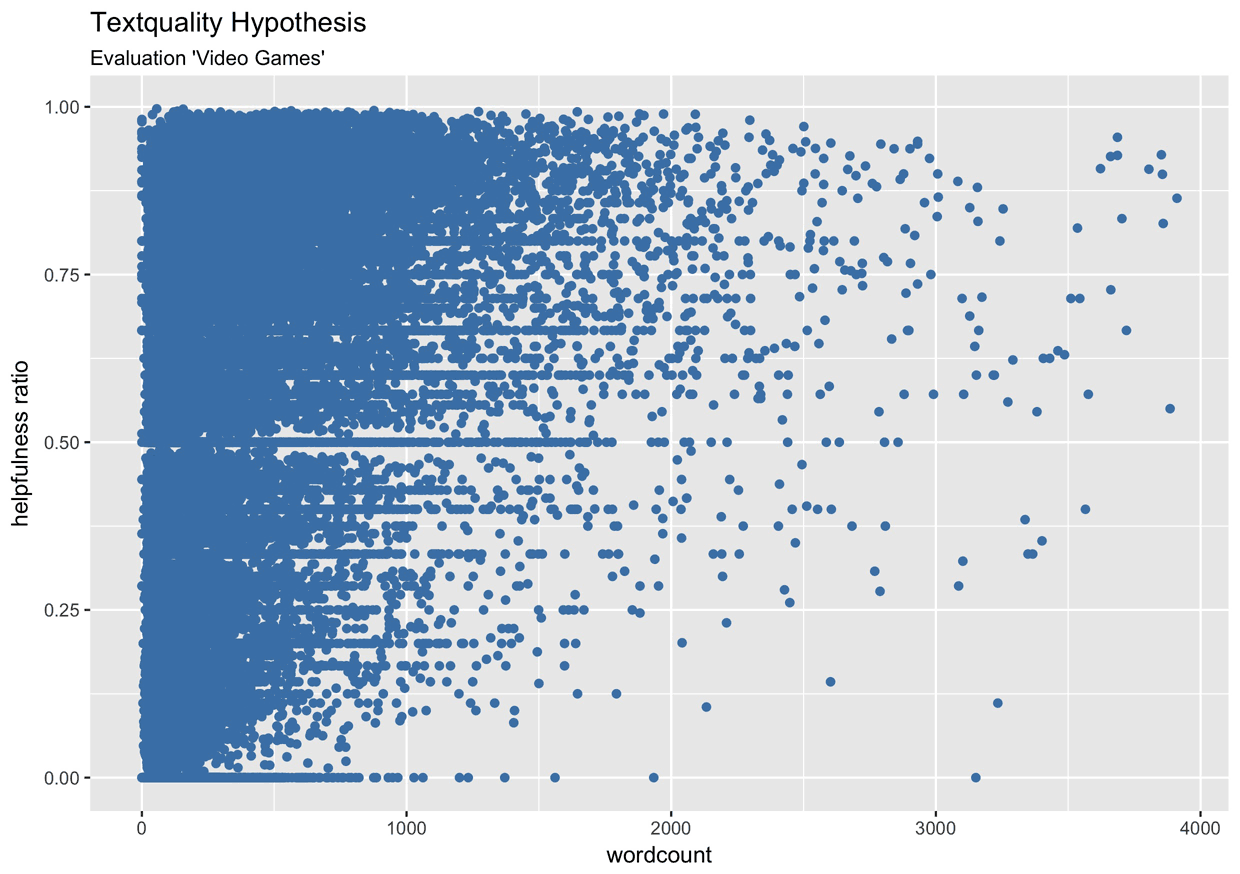 Textquality Hypothesis
Evaluation 'Video Games'
helpfulness ratio
1.00
0.75
0.50
0.25
0.00
0 1000 2000 3000 4000
wordcount